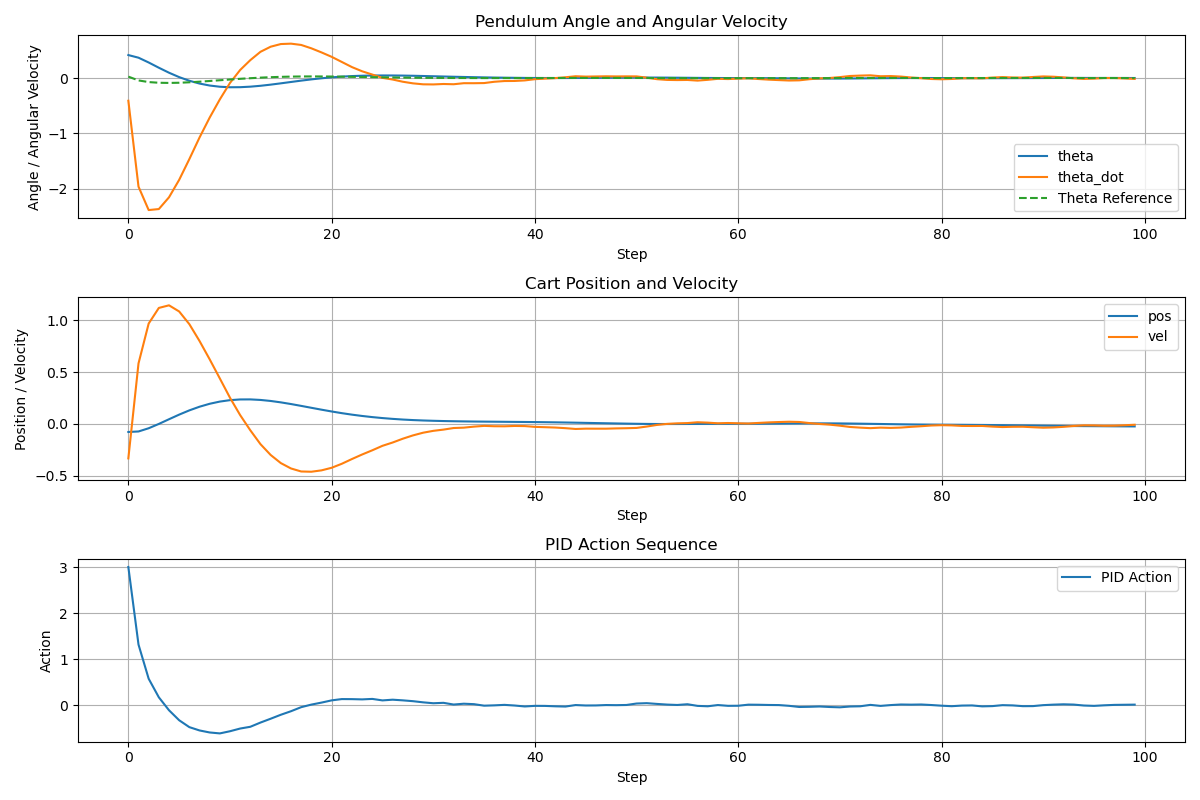 Pendulum Angle and Angular Velocity
Angle / Angular Velocity
0
−1
−2
theta
theta_dot
Theta Reference
0 20 40 60 80 100
Step
Cart Position and Velocity
Position / Velocity
1.0
0.5
0.0
−0.5
pos
vel
0 20 40 60 80 100
Step
PID Action Sequence
Action
3
2
1
0
PID Action
0 20 40 60 80 100
Step